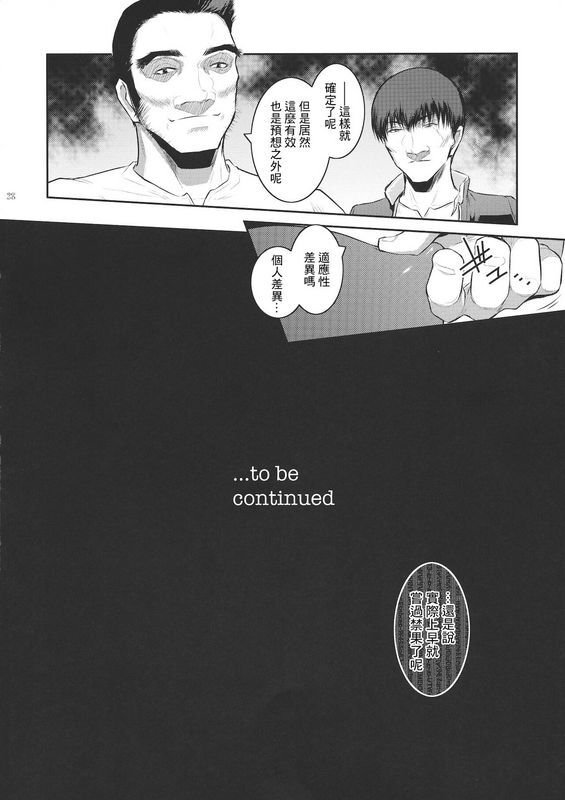 ——這樣就
確定了呢
但是居然
這麼有效
也是預想之外呢
適應性
差異嗎
個人差異…
...to be
continued
…還是說
實際上早就
嘗過禁果了呢
28